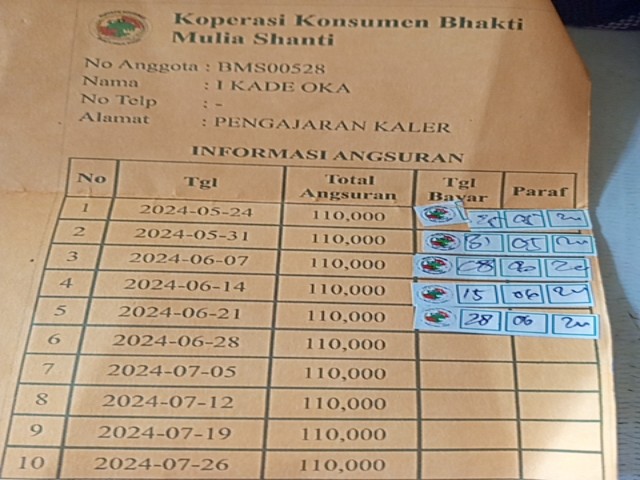 Koperasi Konsumen Bhakti
Mulia Shanti
No Anggota : BMS00528
Nama : I KADE OKA
No Telp : -
Alamat : PENGAJARAN KALER
INFORMASI ANGSURAN
No Tgl Total Angsuran Tgl Bayar Paraf
1 2024-05-24 110,000 05 24
2 2024-05-31 110,000 31 05 24
3 2024-06-07 110,000 08 06 24
4 2024-06-14 110,000 15 06 24
5 2024-06-21 110,000 28 06 24
6 2024-06-28 110,000
7 2024-07-05 110,000
8 2024-07-12 110,000
9 2024-07-19 110,000
10 2024-07-26 110,000